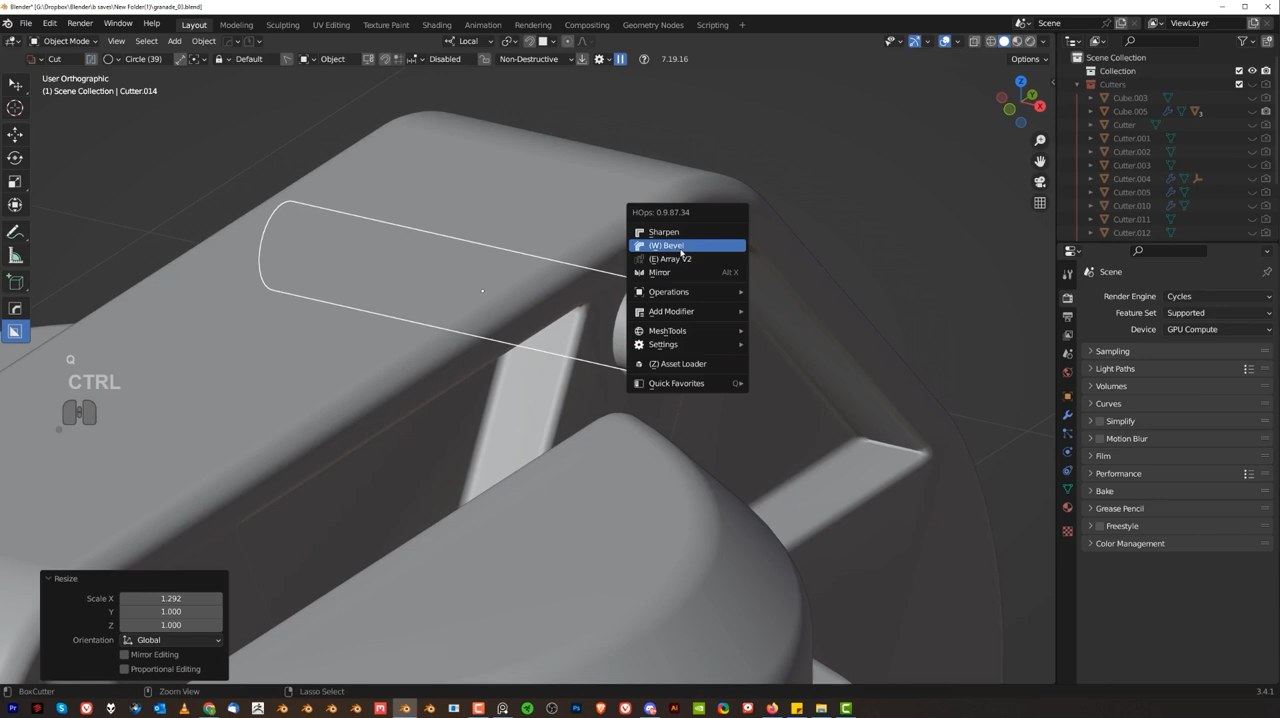 Blender* [G:\Dropbox\Blender\b saves\New Folder(1)\granade_03.blend]
File Edit Render Window Help Layout Modeling Sculpting UV Editing Texture Paint Shading Animation Rendering Compositing Geometry Nodes Scripting + Scene ViewLayer
Object Mode View Select Add Object Local
Cut Circle (39) Default Object Disabled Non-Destructive 7.19.16 Options
User Orthographic
(1) Scene Collection | Cutter.014
Z
Y
X
Scene Collection
Collection
Cutters
Cube.003
Cube.005 3
Cutter
Cutter.001
Cutter.002
Cutter.003
Cutter.004
Cutter.005
Cutter.010
Cutter.011
Cutter.012
HOps: 0.9.87.34
Sharpen
(W) Bevel
(E) Array V2
Mirror Alt X
Operations
Add Modifier
MeshTools
Settings
(Z) Asset Loader
Quick Favorites Q
Q
CTRL
Resize
Scale X 1.292
Y 1.000
Z 1.000
Orientation Global
Mirror Editing
Proportional Editing
Scene
Render Engine Cycles
Feature Set Supported
Device GPU Compute
Sampling
Light Paths
Volumes
Curves
Simplify
Motion Blur
Film
Performance
Bake
Grease Pencil
Freestyle
Color Management
BoxCutter Zoom View Lasso Select 3.4.1